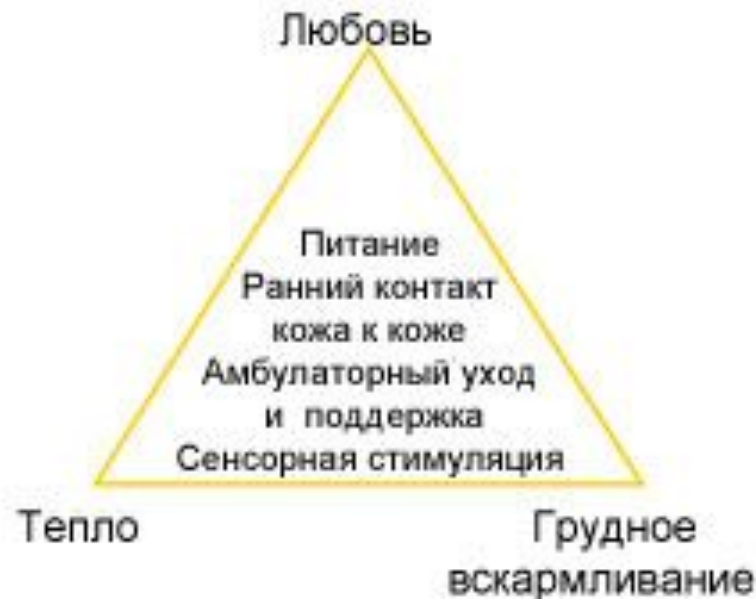 Любовь
Питание
Ранний контакт
кожа к коже
Амбулаторный уход
и поддержка
Сенсорная стимуляция
Тепло
Грудное
вскармливание